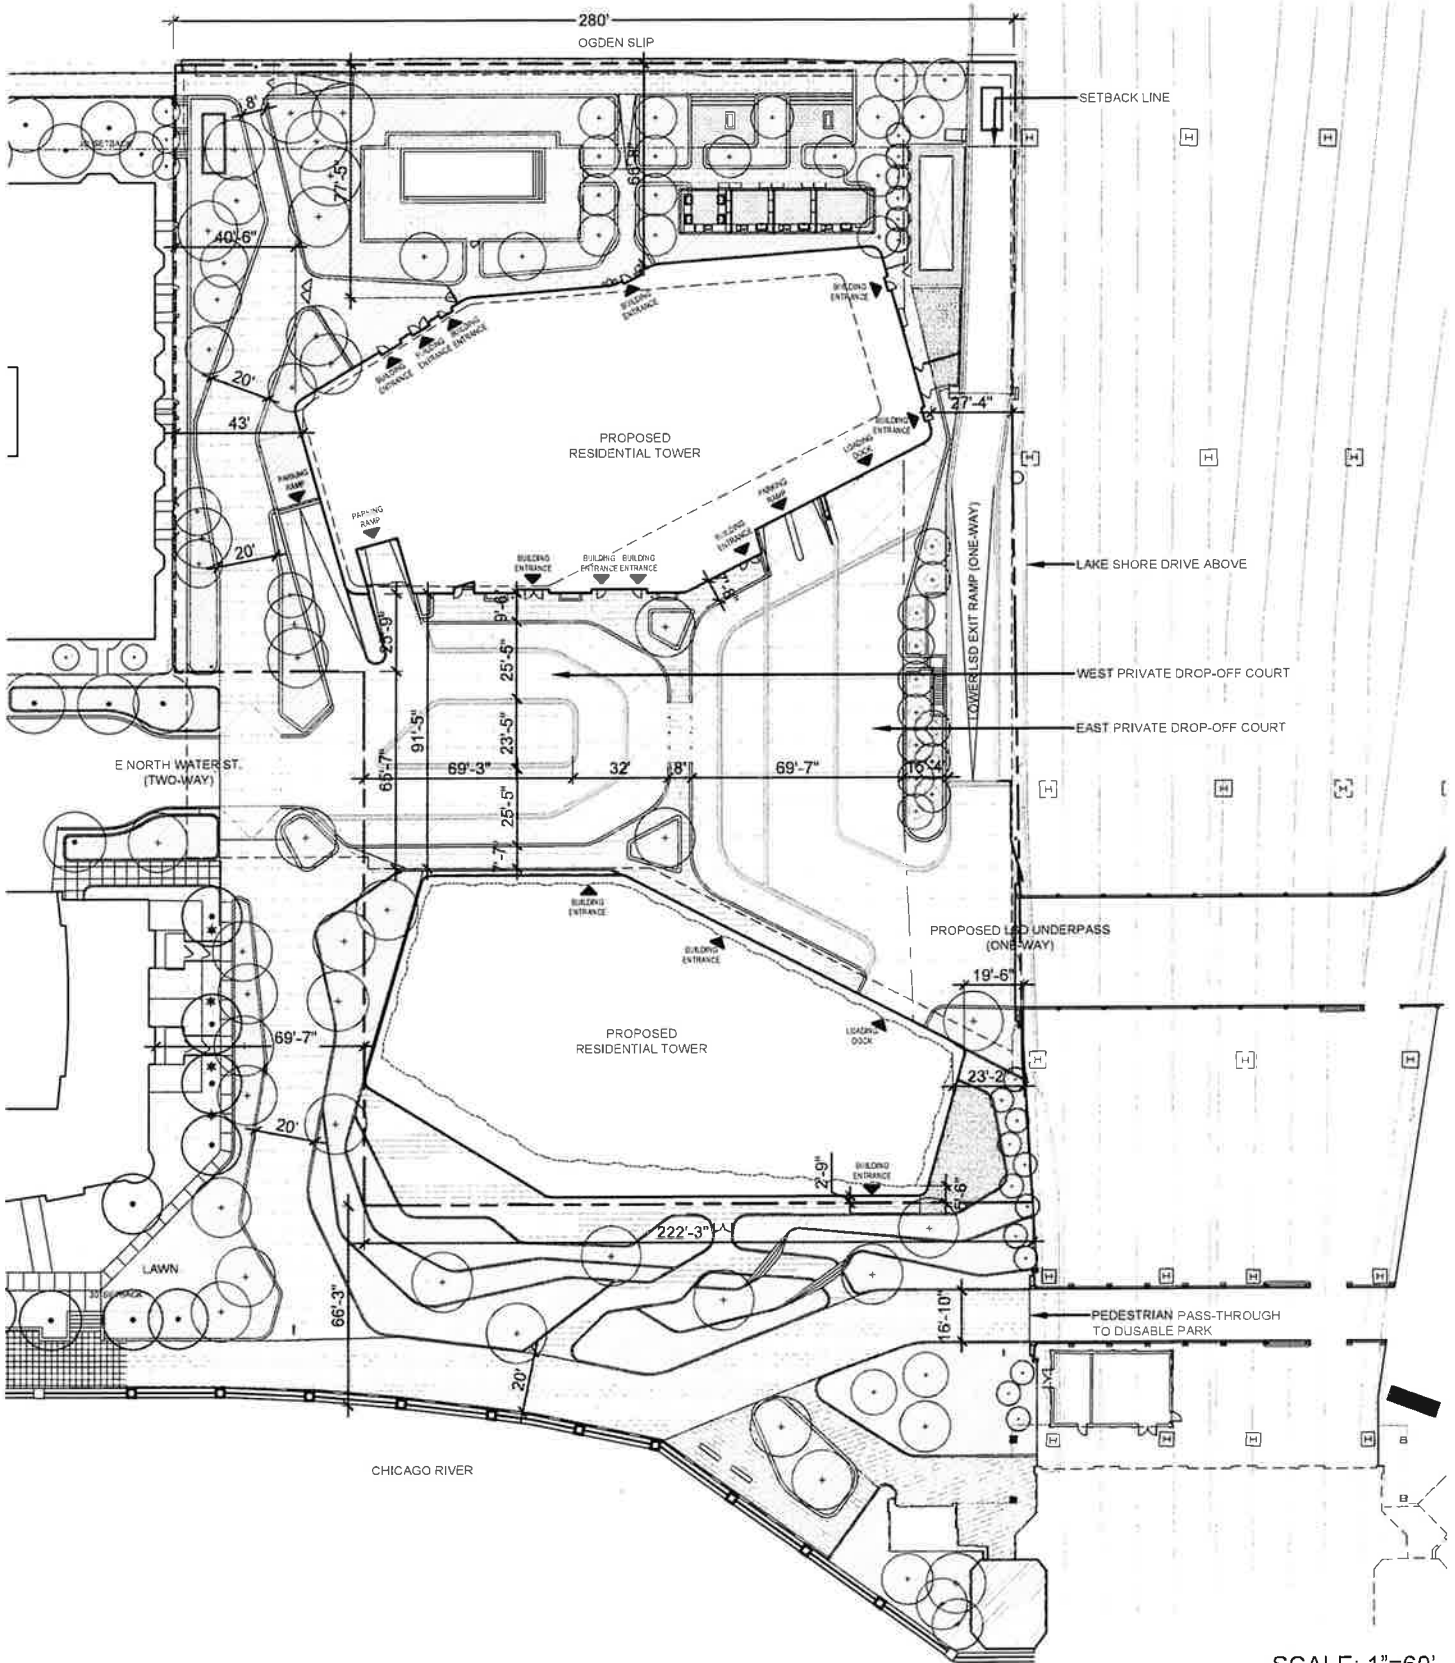 280'
OGDEN SLIP
SETBACK LINE
8'
77'-5"
40'-6"
BUILDING
ENTRANCE
BUILDING
ENTRANCE
BUILDING
ENTRANCE
BUILDING
ENTRANCE
BUILDING
ENTRANCE
20'
43'
27'-4"
PROPOSED
RESIDENTIAL TOWER
BUILDING
ENTRANCE
LOADING
DOCK
PARKING
RAMP
PARKING
RAMP
PARKING
RAMP
BUILDING
ENTRANCE
20'
BUILDING
ENTRANCE
BUILDING
ENTRANCE
BUILDING
ENTRANCE
LOWER LSD EXIT RAMP (ONE-WAY)
LAKE SHORE DRIVE ABOVE
7'-8"
9'-6"
25'-9"
25'-5"
WEST PRIVATE DROP-OFF COURT
EAST PRIVATE DROP-OFF COURT
91'-5"
23'-5"
65'-7"
69'-3"
32'
8'
69'-7"
E NORTH WATER ST.
(TWO-WAY)
25'-5"
7'-7"
BUILDING
ENTRANCE
BUILDING
ENTRANCE
PROPOSED LSD UNDERPASS
(ONE-WAY)
19'-6"
PROPOSED
RESIDENTIAL TOWER
LOADING
DOCK
69'-7"
23'-2
20'
2'-9"
BUILDING
ENTRANCE
222'-3"
LAWN
66'-3"
16'-10"
PEDESTRIAN PASS-THROUGH
TO DUSABLE PARK
20'
CHICAGO RIVER
SCALE: 1"=60'